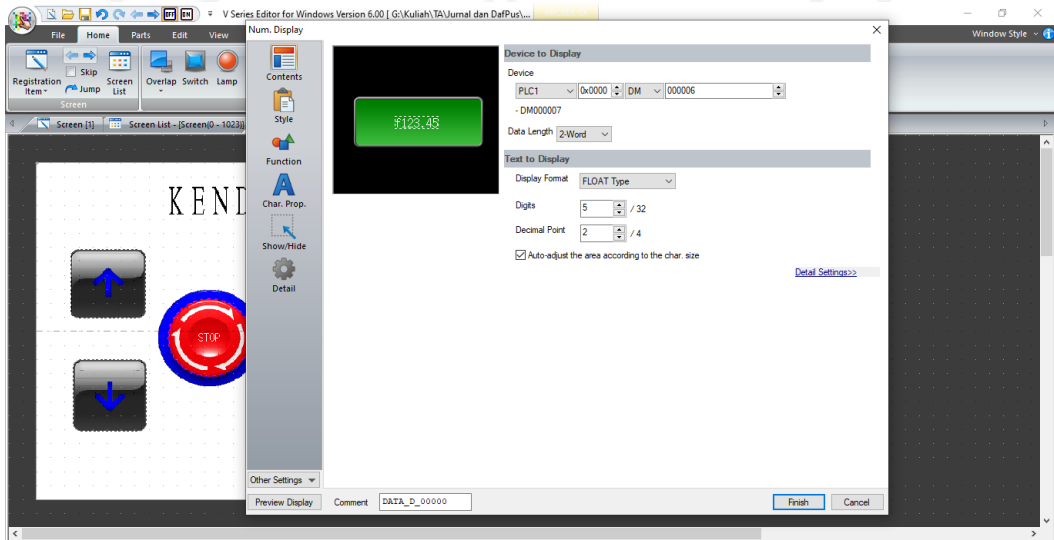 V Series Editor for Windows Version 6.00 [ G:\Kuliah\TA\Jurnal dan DafPus\...
OFF ON
File Home Parts Edit View
Window Style
Registration Item
Skip
Jump
Screen List
Overlap
Switch
Lamp
Screen
Screen [1]
Screen List - [Screen(0 - 1023)]
KEND
STOP
Num. Display
Contents
Style
Function
Char. Prop.
Show/Hide
Detail
Other Settings
Preview Display
Device to Display
Device
PLC1 0x0000 DM 000006
- DM000007
Data Length 2-Word
Text to Display
Display Format FLOAT Type
Digits 5 / 32
Decimal Point 2 / 4
Auto-adjust the area according to the char. size
Detail Settings>>
Comment DATA_D_00000
Finish Cancel